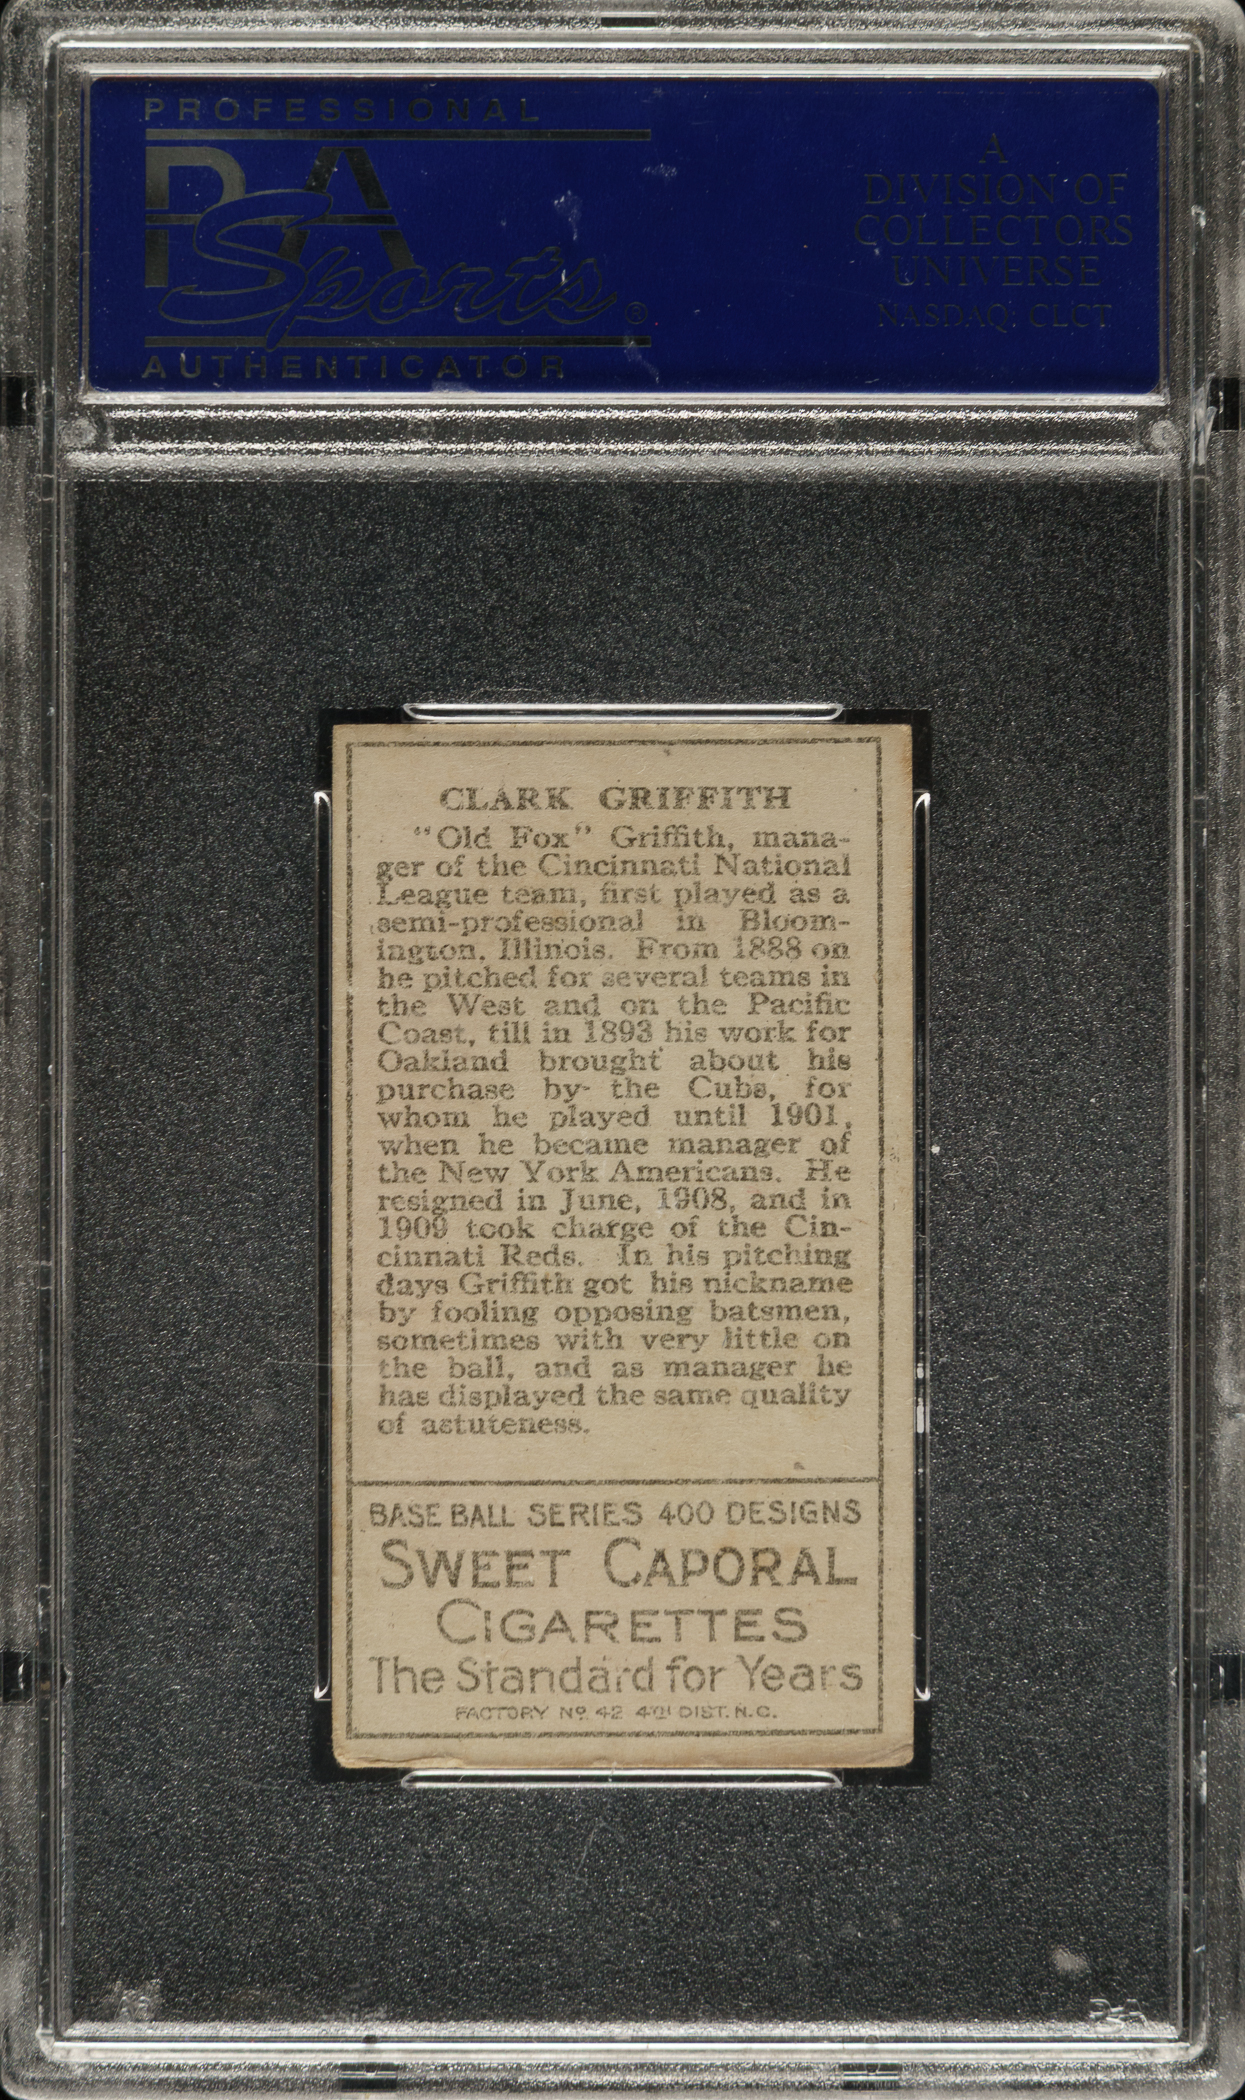 PROFESSIONAL
PSA
Sports®
AUTHENTICATOR
A
DIVISION OF
COLLECTORS
UNIVERSE
NASDAQ: CLCT
CLARK GRIFFITH
"Old Fox" Griffith, mana-
ger of the Cincinnati National
League team, first played as a
semi-professional in Bloom-
ington, Illinois. From 1888 on
he pitched for several teams in
the West and on the Pacific
Coast, till in 1893 his work for
Oakland brought about his
purchase by the Cubs, for
whom he played until 1901,
when he became manager of
the New York Americans. He
resigned in June, 1908, and in
1909 took charge of the Cin-
cinnati Reds. In his pitching
days Griffith got his nickname
by fooling opposing batsmen,
sometimes with very little on
the ball, and as manager he
has displayed the same quality
of astuteness.
BASE BALL SERIES 400 DESIGNS
SWEET CAPORAL
CIGARETTES
The Standard for Years
FACTORY No. 42 4TH DIST. N.C.
PSA